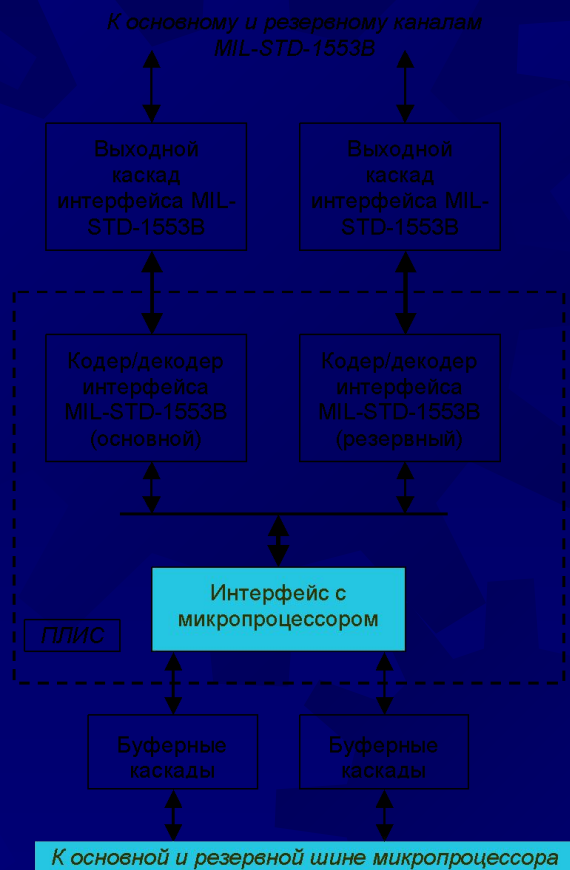 К основному и резервному каналам
MIL-STD-1553B
Выходной
каскад
интерфейса MIL-
STD-1553B
Выходной
каскад
интерфейса MIL-
STD-1553B
Кодер/декодер
интерфейса
MIL-STD-1553B
(основной)
Кодер/декодер
интерфейса
MIL-STD-1553B
(резервный)
Интерфейс с
микропроцессором
ПЛИС
Буферные
каскады
Буферные
каскады
К основной и резервной шине микропроцессора